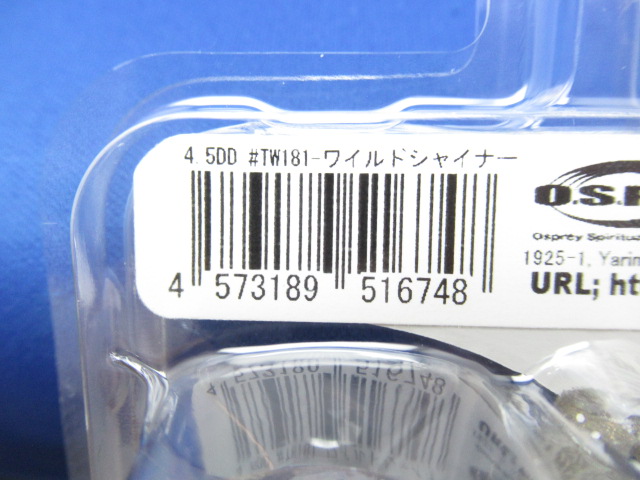 4.5DD #TW181-ワイルドシャイナー
4 573189 516748
O.S.P
Osprey Spiritua
1925-1, Yarim
URL; ht